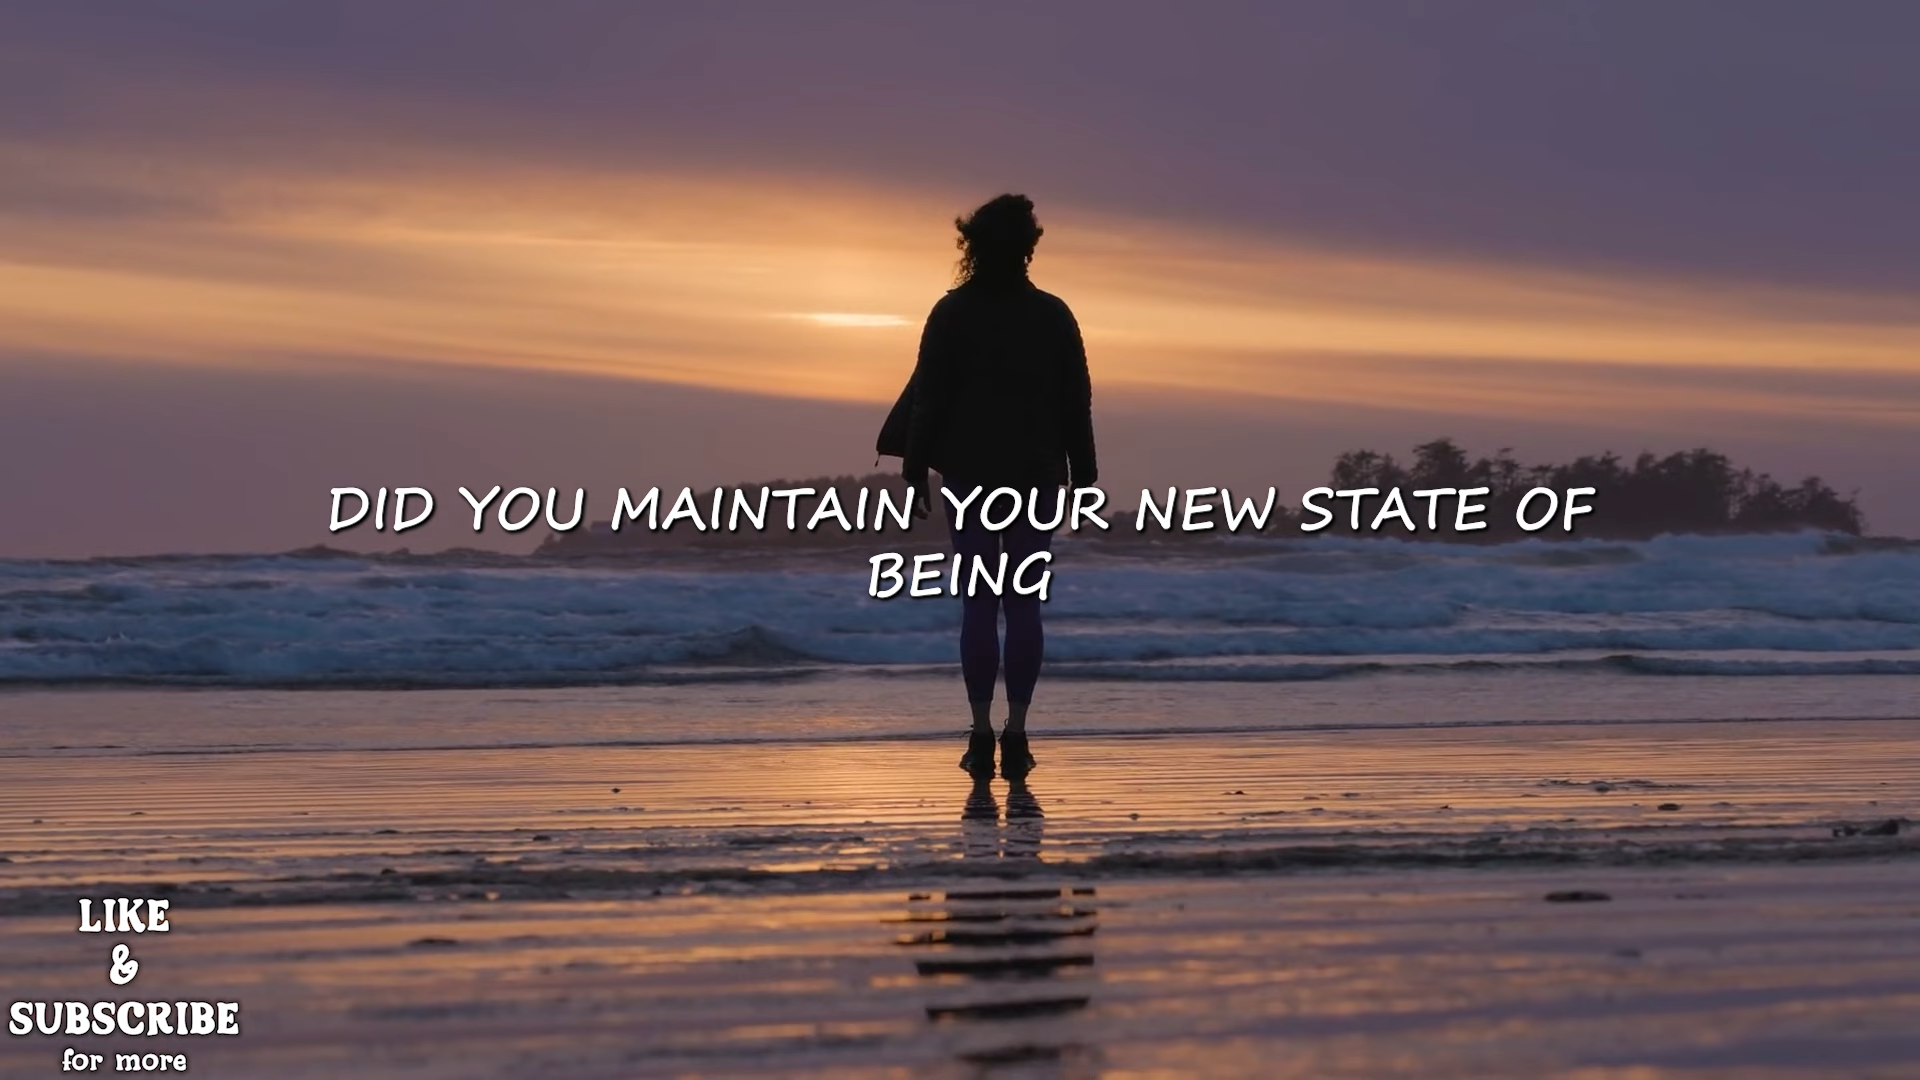 DID YOU MAINTAIN YOUR NEW STATE OF
BEING
LIKE
&
SUBSCRIBE
for more